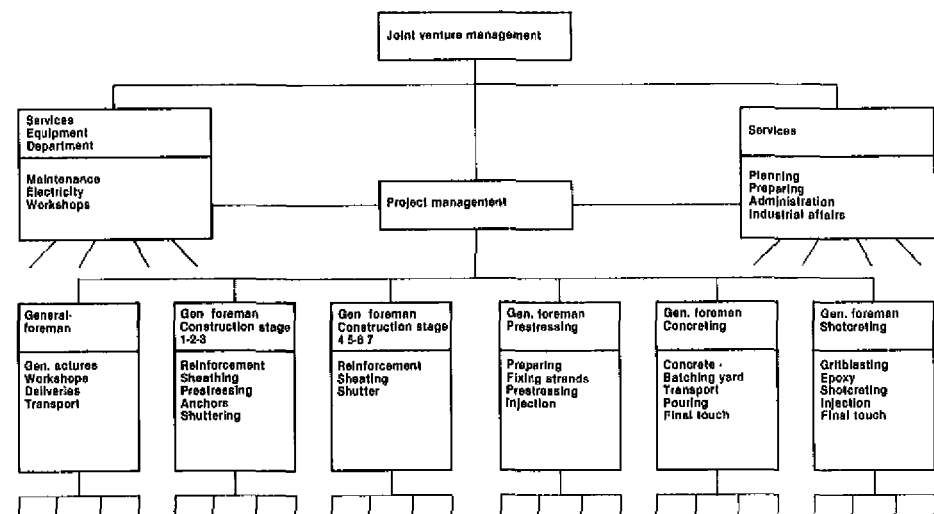 Joint venture management
Services
Equipment
Department
Maintenance
Electricity
Workshops
Project management
Services
Planning
Preparing
Administration
Industrial affairs
General-
foreman
Gen. actures
Workshops
Deliveries
Transport
Gen foreman
Construction stage
1-2-3
Reinforcement
Sheathing
Prestressing
Anchors
Shuttering
Gen foreman
Construction stage
4 5-6 7
Reinforcement
Sheating
Shutter
Gen. foreman
Prestressing
Preparing
Fixing strands
Prestressing
Injection
Gen. foreman
Concreting
Concrete -
Batching yard
Transport
Pouring
Final touch
Gen. foreman
Shotcreting
Gritblasting
Epoxy
Shotcrating
Injection
Final touch